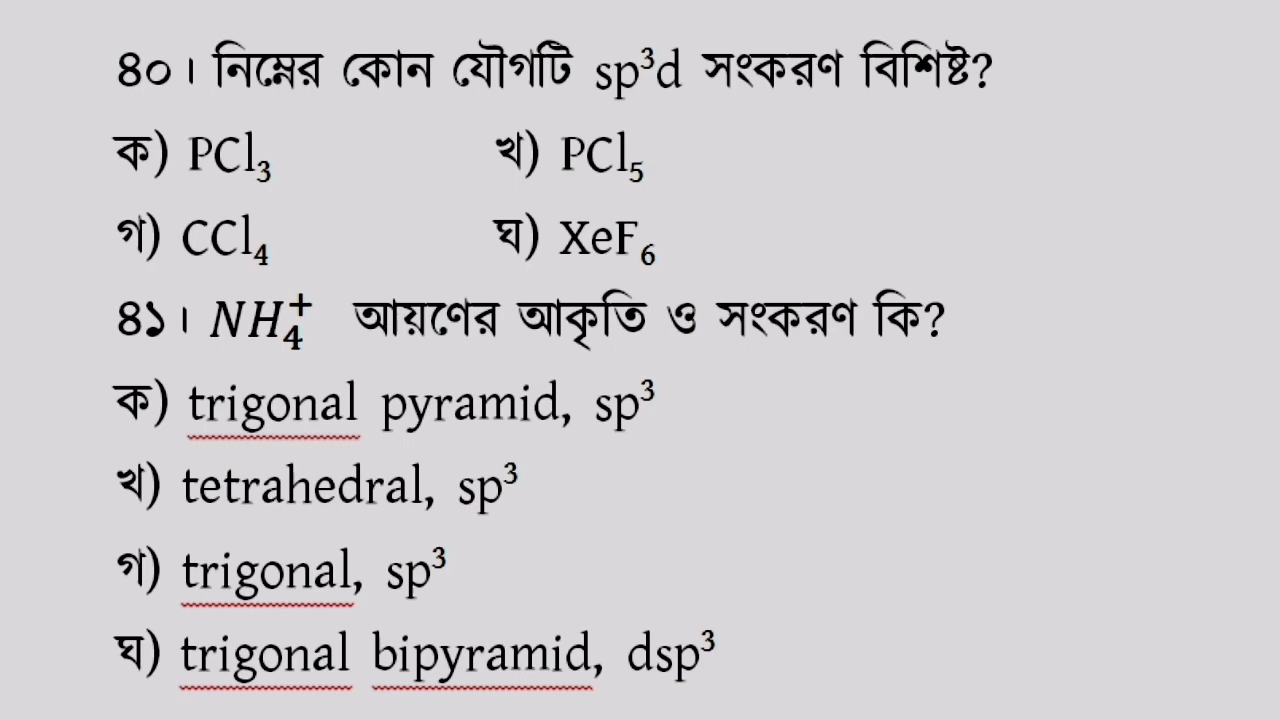 ৪০। নিম্নের কোন যৌগটি sp³d সংকরণ বিশিষ্ট?
ক) PCl₃ খ) PCl₅
গ) CCl₄ ঘ) XeF₆
৪১। NH₄⁺ আয়ণের আকৃতি ও সংকরণ কি?
ক) trigonal pyramid, sp³
খ) tetrahedral, sp³
গ) trigonal, sp³
ঘ) trigonal bipyramid, dsp³